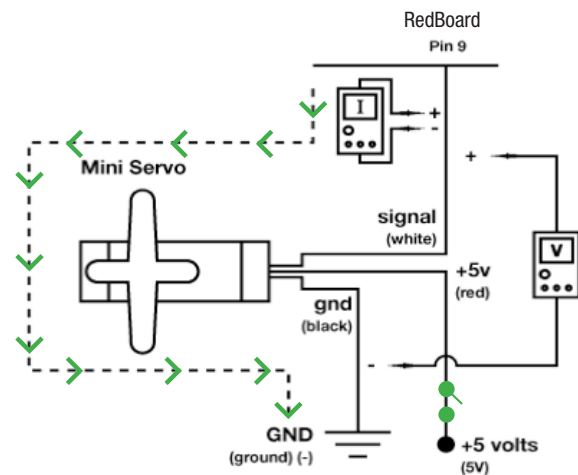 RedBoard
Pin 9
I
+
-
+
Mini Servo
signal
(white)
V
+5v
(red)
gnd
(black)
-
GND
(ground) (-)
+5 volts
(5V)